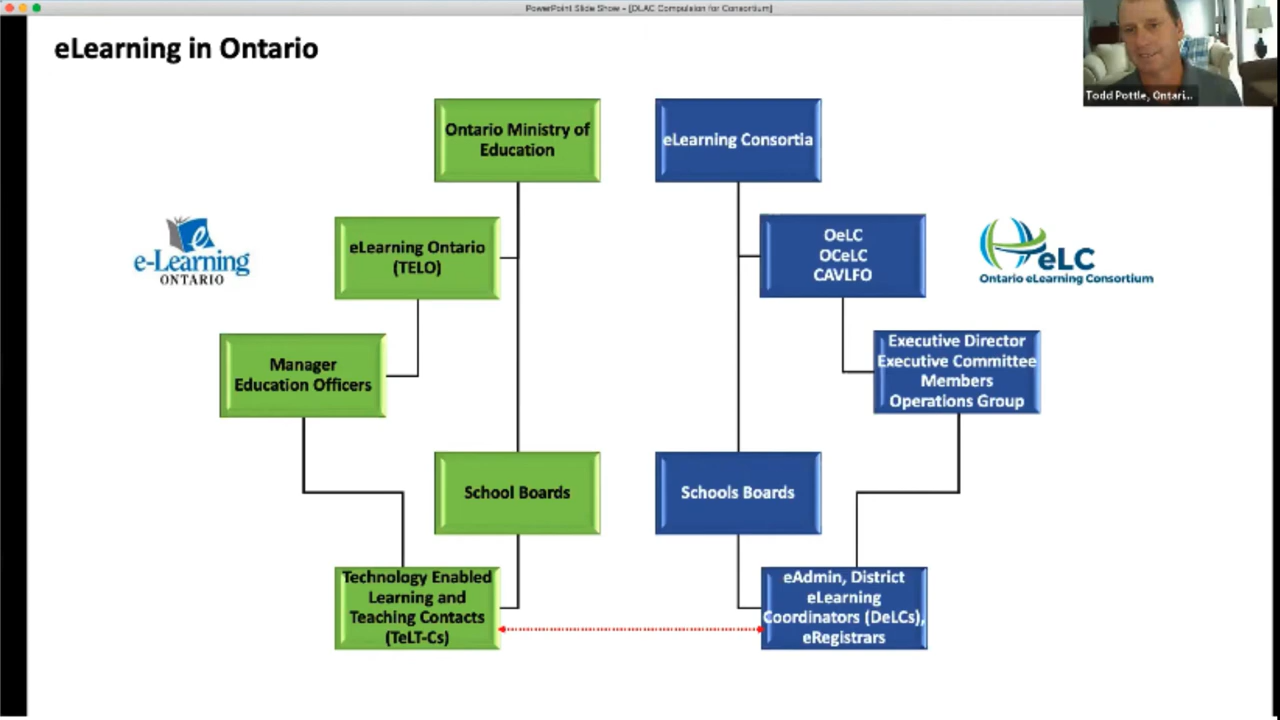 PowerPoint Slide Show - [DLAC Compulsion for Consortium]
eLearning in Ontario
Todd Pottle, Ontari...
Ontario Ministry of
Education
eLearning Consortia
e-Learning
ONTARIO
eLearning Ontario
(TELO)
OeLC
OCeLC
CAVLFO
eLC
Ontario eLearning Consortium
Manager
Education Officers
Executive Director
Executive Committee
Members
Operations Group
School Boards
Schools Boards
Technology Enabled
Learning and
Teaching Contacts
(TeLT-Cs)
eAdmin, District
eLearning
Coordinators (DeLCs),
eRegistrars